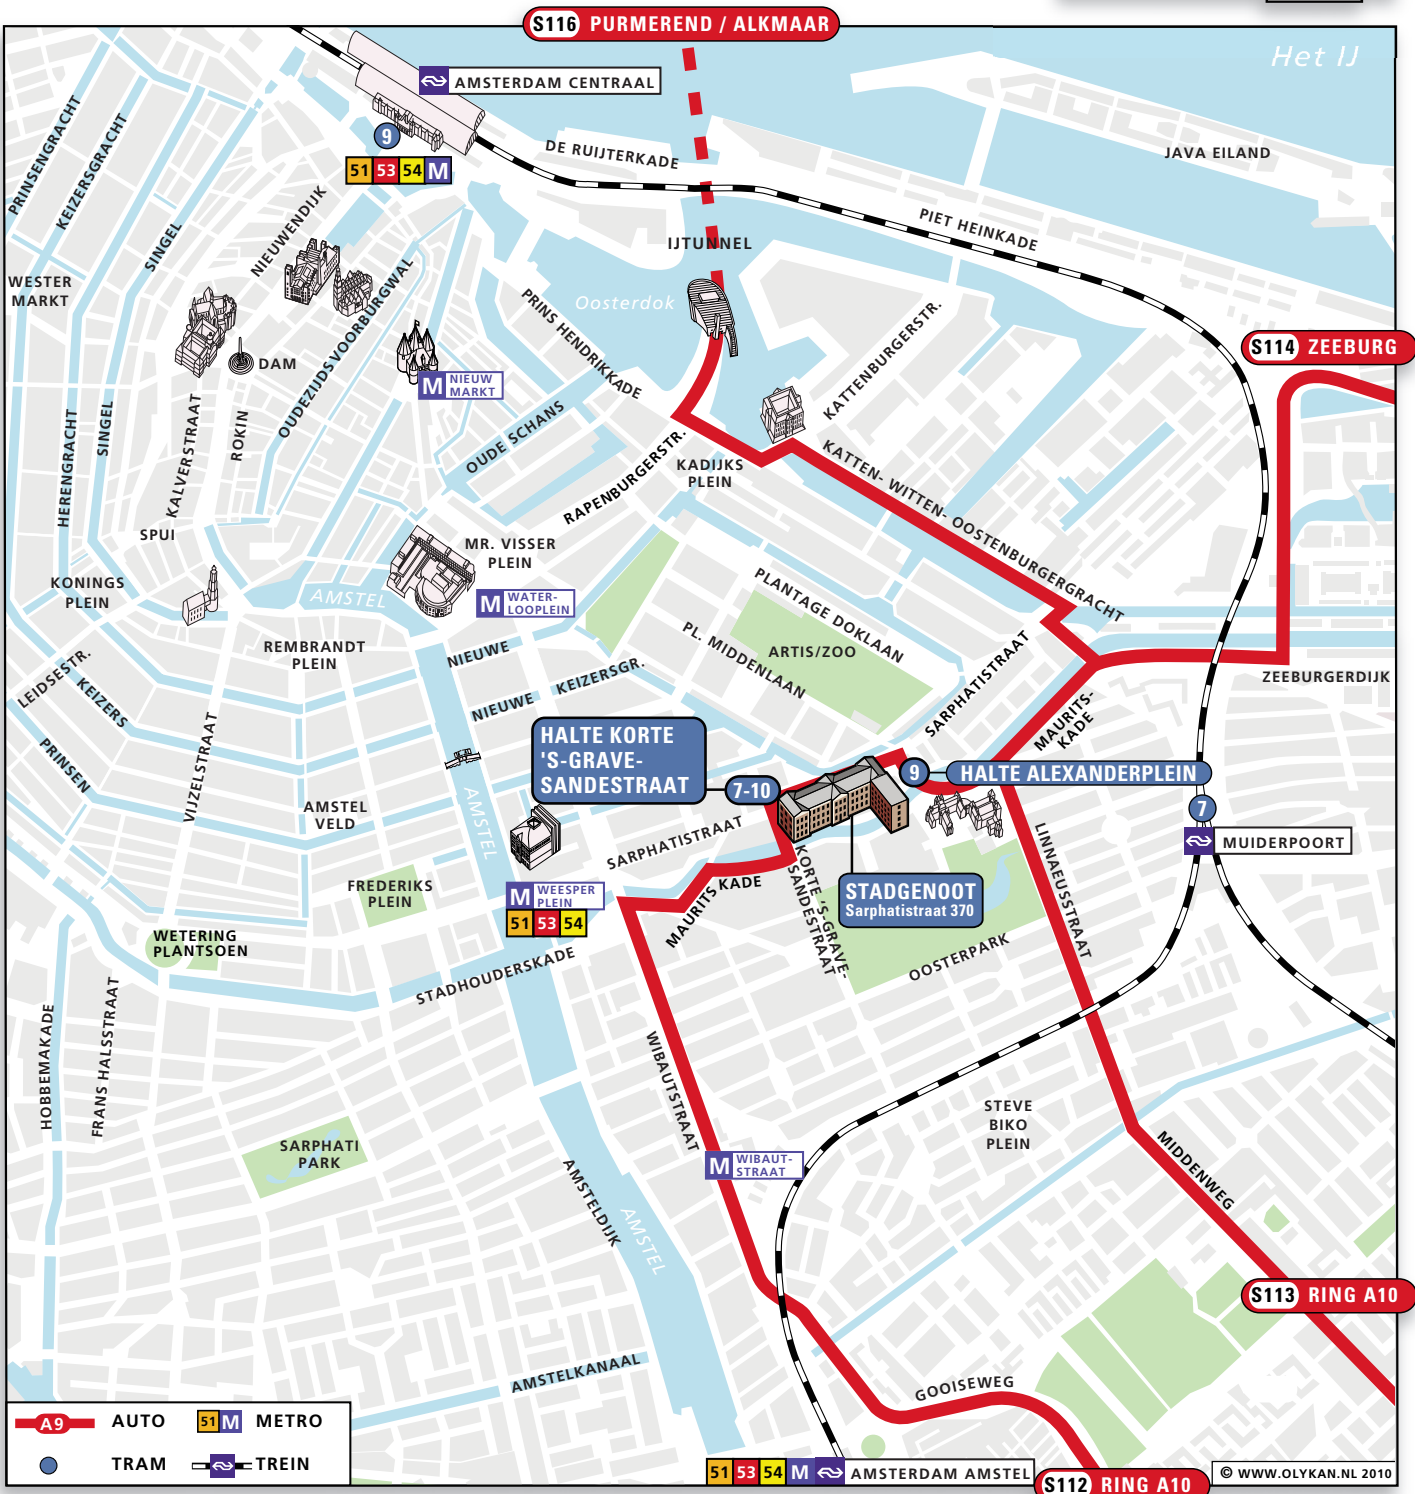 S116 PURMEREND / ALKMAAR
Het IJ
AMSTERDAM CENTRAAL
9
51 53 54 M
DE RUIJTERKADE
JAVA EILAND
PRINSENGRACHT
KEIZERSGRACHT
SINGEL
NIEUWENDIJK
PIET HEINKADE
IJTUNNEL
WESTER
MARKT
Oosterdok
PRINS HENDRIKKADE
KATTENBURGERSTR.
S114 ZEEBURG
DAM
OUDEZIJDSVOORBURGWAL
M NIEUW
MARKT
HERENGRACHT
SINGEL
KALVERSTRAAT
ROKIN
OUDE SCHANS
RAPENBURGERSTR.
KADIJKS
PLEIN
KATTEN- WITTEN- OOSTENBURGERGRACHT
SPUI
MR. VISSER
PLEIN
KONINGS
PLEIN
AMSTEL
M WATER-
LOOPLEIN
PLANTAGE DOKLAAN
PL. MIDDENLAAN
ARTIS/ZOO
SARPHATISTRAAT
REMBRANDT
PLEIN
NIEUWE
KEIZERSGR.
NIEUWE
LEIDSESTR.
KEIZERS
PRINSEN
ZEEBURGERDIJK
MAURITS-
KADE
VIJZELSTRAAT
HALTE KORTE
'S-GRAVE-
SANDESTRAAT
7-10
9
HALTE ALEXANDERPLEIN
AMSTEL
AMSTEL
VELD
SARPHATISTRAAT
7
MUIDERPOORT
LINNAEUSSTRAAT
FREDERIKS
PLEIN
M WEESPER
PLEIN
51 53 54
MAURITS KADE
KORTE 'S-GRAVE-
SANDESTRAAT
STADGENOOT
Sarphatistraat 370
OOSTERPARK
WETERING
PLANTSOEN
STADHOUDERSKADE
HOBBEMAKADE
FRANS HALSSTRAAT
WIBAUTSTRAAT
STEVE
BIKO
PLEIN
SARPHATI
PARK
M WIBAUT-
STRAAT
MIDDENWEG
AMSTELDIJK
AMSTEL
S113 RING A10
AMSTELKANAAL
GOOISEWEG
A9 AUTO
51 M METRO
TRAM
TREIN
51 53 54 M AMSTERDAM AMSTEL
S112 RING A10
© WWW.OLYKAN.NL 2010